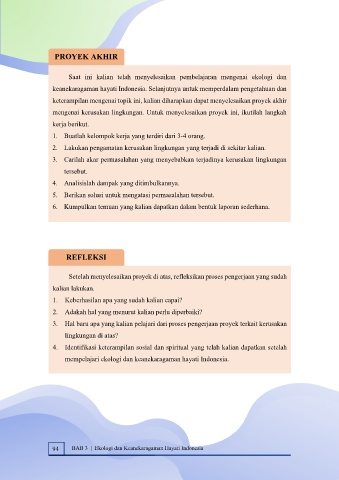 PROYEK AKHIR
Saat ini kalian telah menyelesaikan pembelajaran mengenai ekologi dan
keanekaragaman hayati Indonesia. Selanjutnya untuk memperdalam pengetahuan dan
keterampilan mengenai topik ini, kalian diharapkan dapat menyelesaikan proyek akhir
mengenai kerusakan lingkungan. Untuk menyelesaikan proyek ini, ikutilah langkah
kerja berikut.
1. Buatlah kelompok kerja yang terdiri dari 3-4 orang.
2. Lakukan pengamatan kerusakan lingkungan yang terjadi di sekitar kalian.
3. Carilah akar permasalahan yang menyebabkan terjadinya kerusakan lingkungan
tersebut.
4. Analisislah dampak yang ditimbulkannya.
5. Berikan solusi untuk mengatasi permasalahan tersebut.
6. Kumpulkan temuan yang kalian dapatkan dalam bentuk laporan sederhana.
REFLEKSI
Setelah menyelesaikan proyek di atas, refleksikan proses pengerjaan yang sudah
kalian lakukan.
1. Keberhasilan apa yang sudah kalian capai?
2. Adakah hal yang menurut kalian perlu diperbaiki?
3. Hal baru apa yang kalian pelajari dari proses pengerjaan proyek terkait kerusakan
lingkungan di atas?
4. Identifikasi keterampilan sosial dan spiritual yang telah kalian dapatkan setelah
mempelajari ekologi dan keanekaragaman hayati Indonesia.
94 BAB 3 | Ekologi dan Keanekaragaman Hayati Indonesia